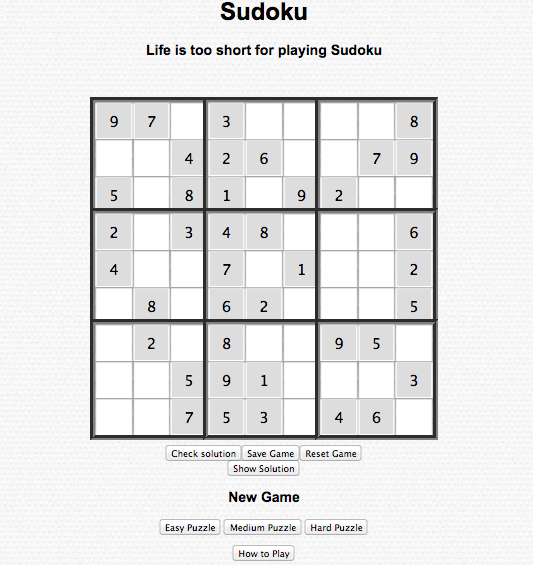 Sudoku
Life is too short for playing Sudoku
9 7 3 8
4 2 6 7 9
5 8 1 9 2
2 3 4 8 6
4 7 1 2
8 6 2 5
2 8 9 5
5 9 1 3
7 5 3 4 6
Check solution Save Game Reset Game
Show Solution
New Game
Easy Puzzle Medium Puzzle Hard Puzzle
How to Play